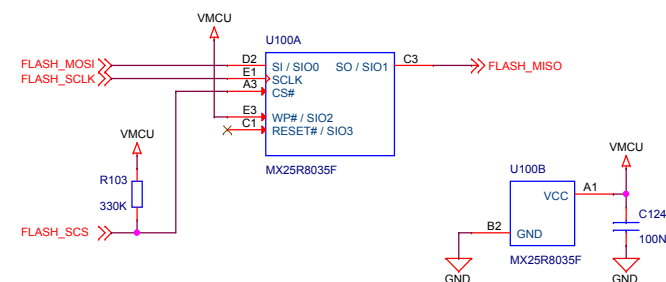 VMCU
U100A
FLASH_MOSI D2 SI / SIO0 SO / SIO1 C3 FLASH_MISO
FLASH_SCLK E1 SCLK
A3 CS#
E3 WP# / SIO2
C1 RESET# / SIO3
MX25R8035F
VMCU
R103
330K
FLASH_SCS
VMCU
U100B
VCC A1
C124
100N
B2 GND
MX25R8035F
GND
GND